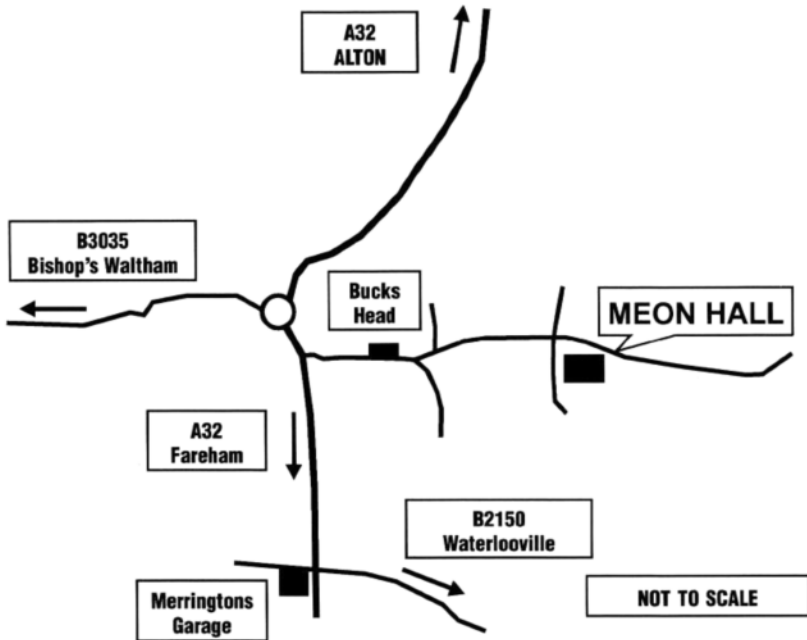 A32
ALTON
B3035
Bishop's Waltham
Bucks
Head
MEON HALL
A32
Fareham
B2150
Waterlooville
Merringtons
Garage
NOT TO SCALE